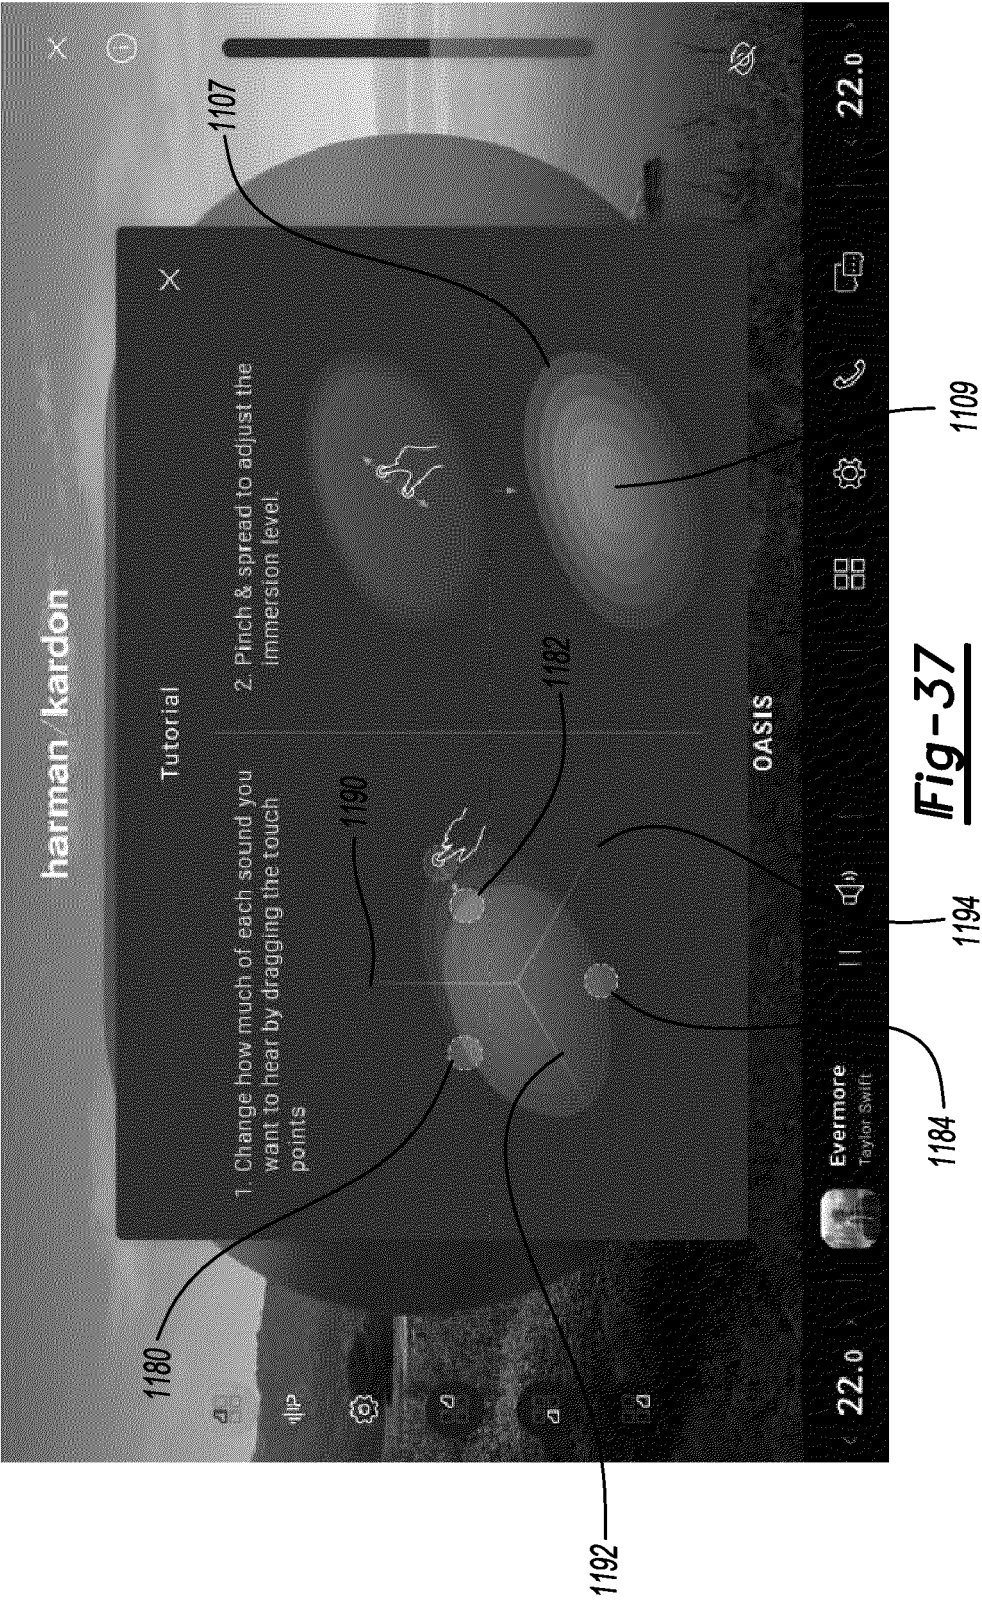 harman/kardon
Tutorial
1. Change how much of each sound you
want to hear by dragging the touch
points
2. Pinch & spread to adjust the
immersion level.
OASIS
22.0
Evermore
Taylor Swift
22.0
1107
1109
1180
1182
1184
1190
1192
1194
Fig-37